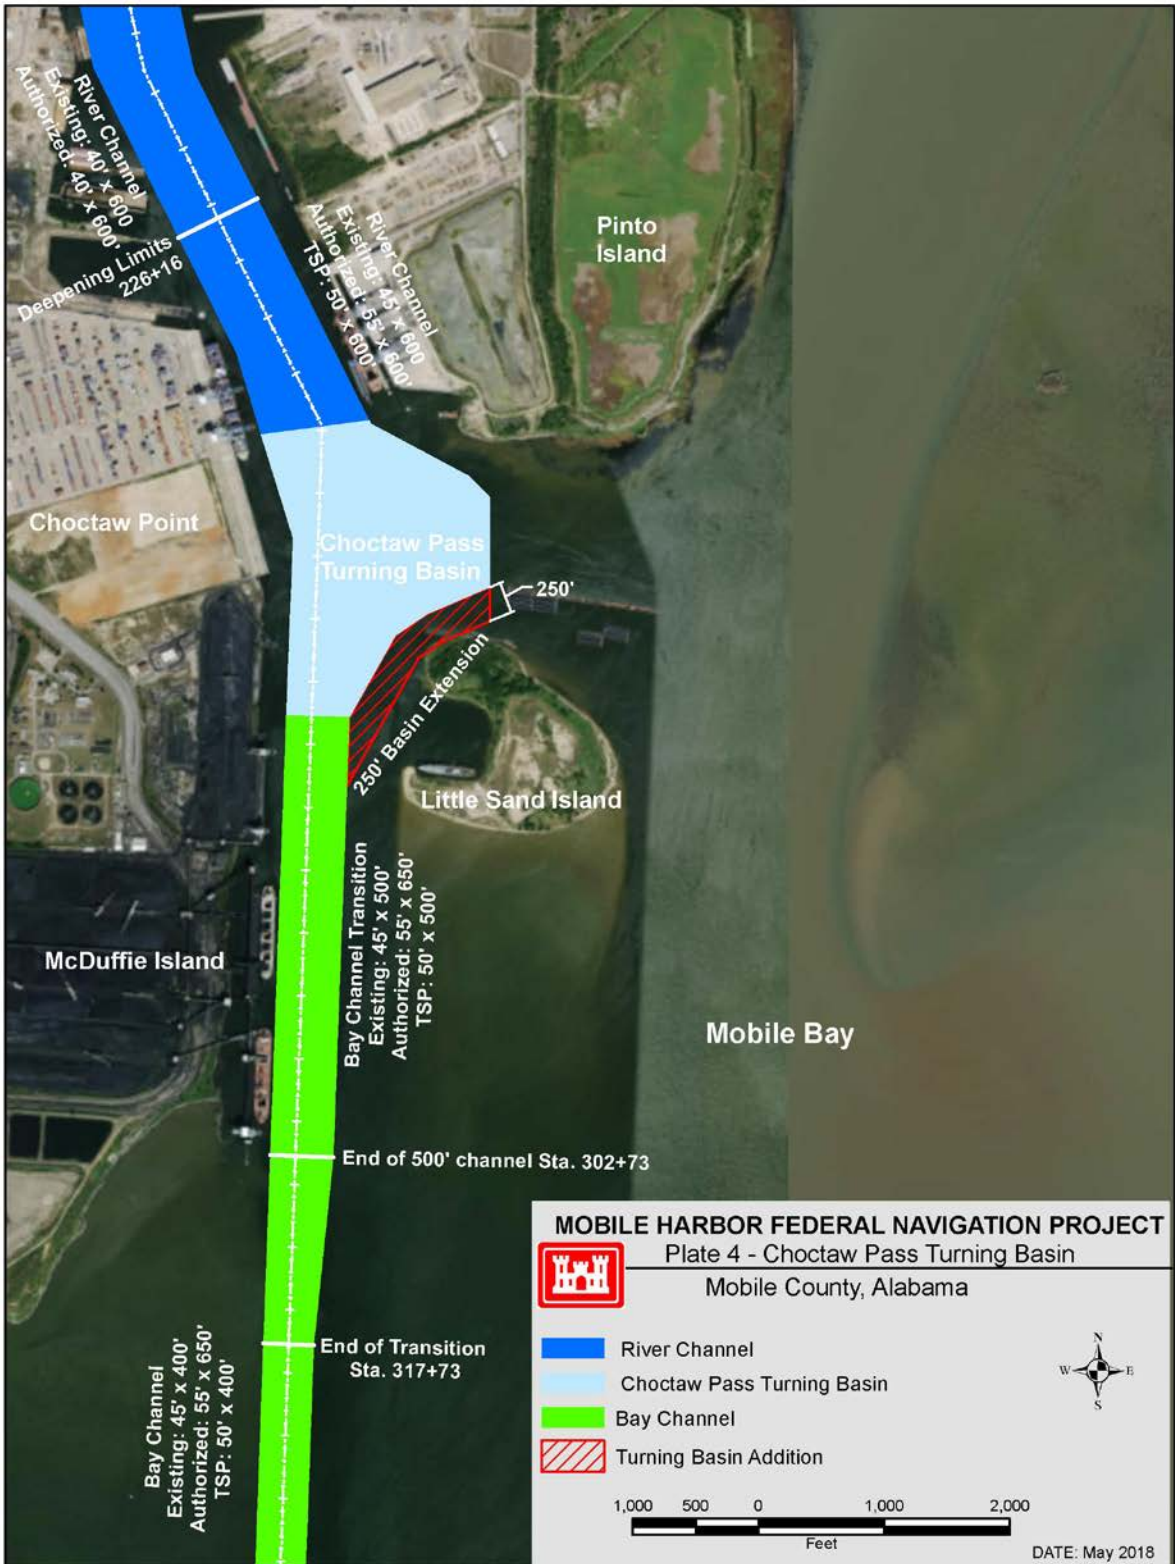 River Channel
Existing: 40' x 600
Authorized: 40' x 600'
Deepening Limits
226+16
River Channel
Existing: 45' x 600
Authorized: 55' x 600'
TSP: 50' x 600'
Pinto
Island
Choctaw Point
Choctaw Pass
Turning Basin
250'
250' Basin Extension
Little Sand Island
Bay Channel Transition
Existing: 45' x 500'
Authorized: 55' x 650'
TSP: 50' x 500'
McDuffie Island
Mobile Bay
End of 500' channel Sta. 302+73
End of Transition
Sta. 317+73
Bay Channel
Existing: 45' x 400'
Authorized: 55' x 650'
TSP: 50' x 400'
MOBILE HARBOR FEDERAL NAVIGATION PROJECT
Plate 4 - Choctaw Pass Turning Basin
Mobile County, Alabama
River Channel
Choctaw Pass Turning Basin
Bay Channel
Turning Basin Addition
N
W E
S
1,000 500 0 1,000 2,000
Feet
DATE: May 2018